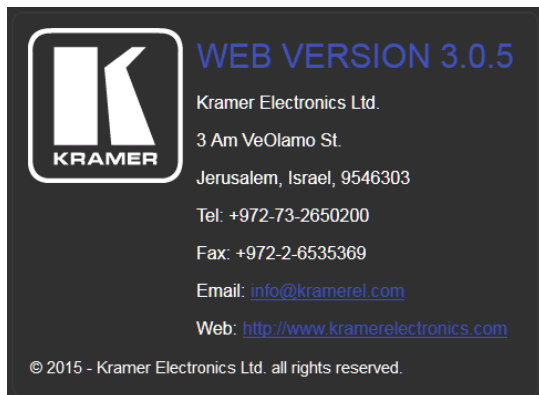 KRAMER
WEB VERSION 3.0.5
Kramer Electronics Ltd.
3 Am VeOlamo St.
Jerusalem, Israel, 9546303
Tel: +972-73-2650200
Fax: +972-2-6535369
Email: info@kramerel.com
Web: http://www.kramerelectronics.com
© 2015 - Kramer Electronics Ltd. all rights reserved.